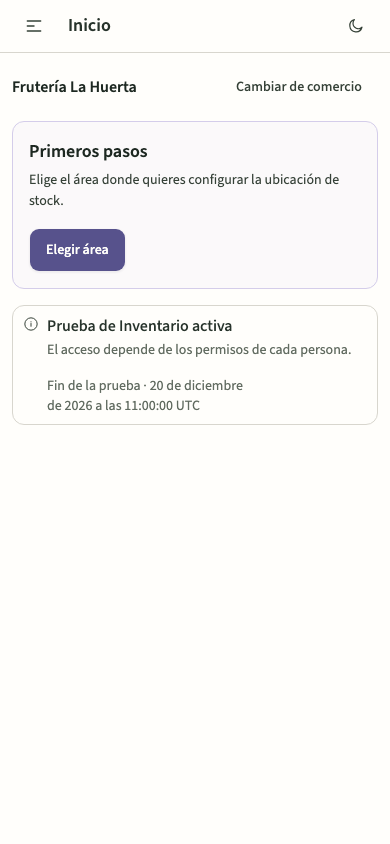 Inicio
Frutería La Huerta
Cambiar de comercio
Primeros pasos
Elige el área donde quieres configurar la ubicación de
stock.
Elegir área
Prueba de Inventario activa
El acceso depende de los permisos de cada persona.
Fin de la prueba · 20 de diciembre
de 2026 a las 11:00:00 UTC